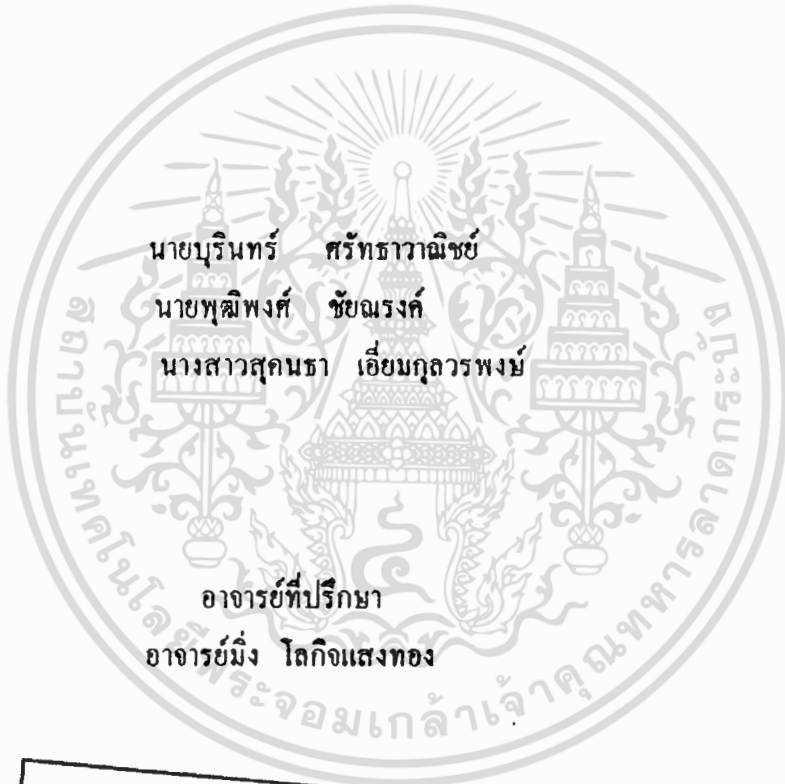 นายบุรินทร์ ศรัทธาวาณิชย์
นายพุฒิพงศ์ ชัยณรงค์
นางสาวสุคนธา เอี่ยมกุลวรพงษ์
อาจารย์ที่ปรึกษา
อาจารย์มิ่ง โลกิจแสงทอง
สถาบันเทคโนโลยีพระจอมเกล้าเจ้าคุณทหารลาดกระบัง